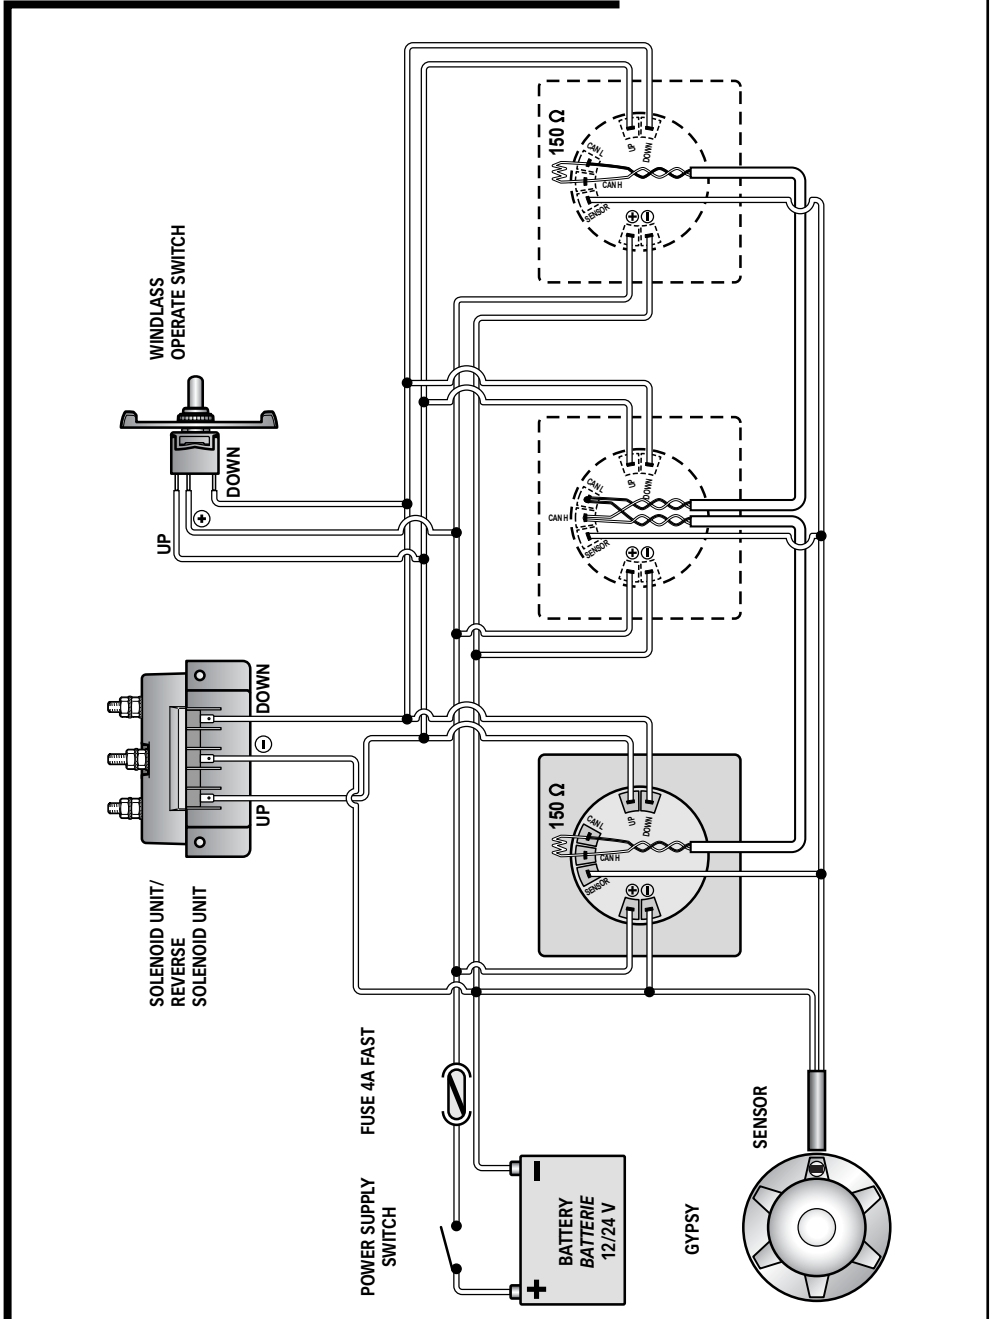 WINDLASS
OPERATE SWITCH
UP
+
DOWN
SOLENOID UNIT/
REVERSE
SOLENOID UNIT
UP
−
DOWN
150 Ω
CAN L
CAN H
SENSOR
UP
DOWN
+
−
CAN L
CAN H
SENSOR
UP
DOWN
+
−
150 Ω
CAN L
CAN H
SENSOR
UP
DOWN
+
−
FUSE 4A FAST
POWER SUPPLY
SWITCH
+
−
BATTERY
BATTERIE
12/24 V
SENSOR
GYPSY